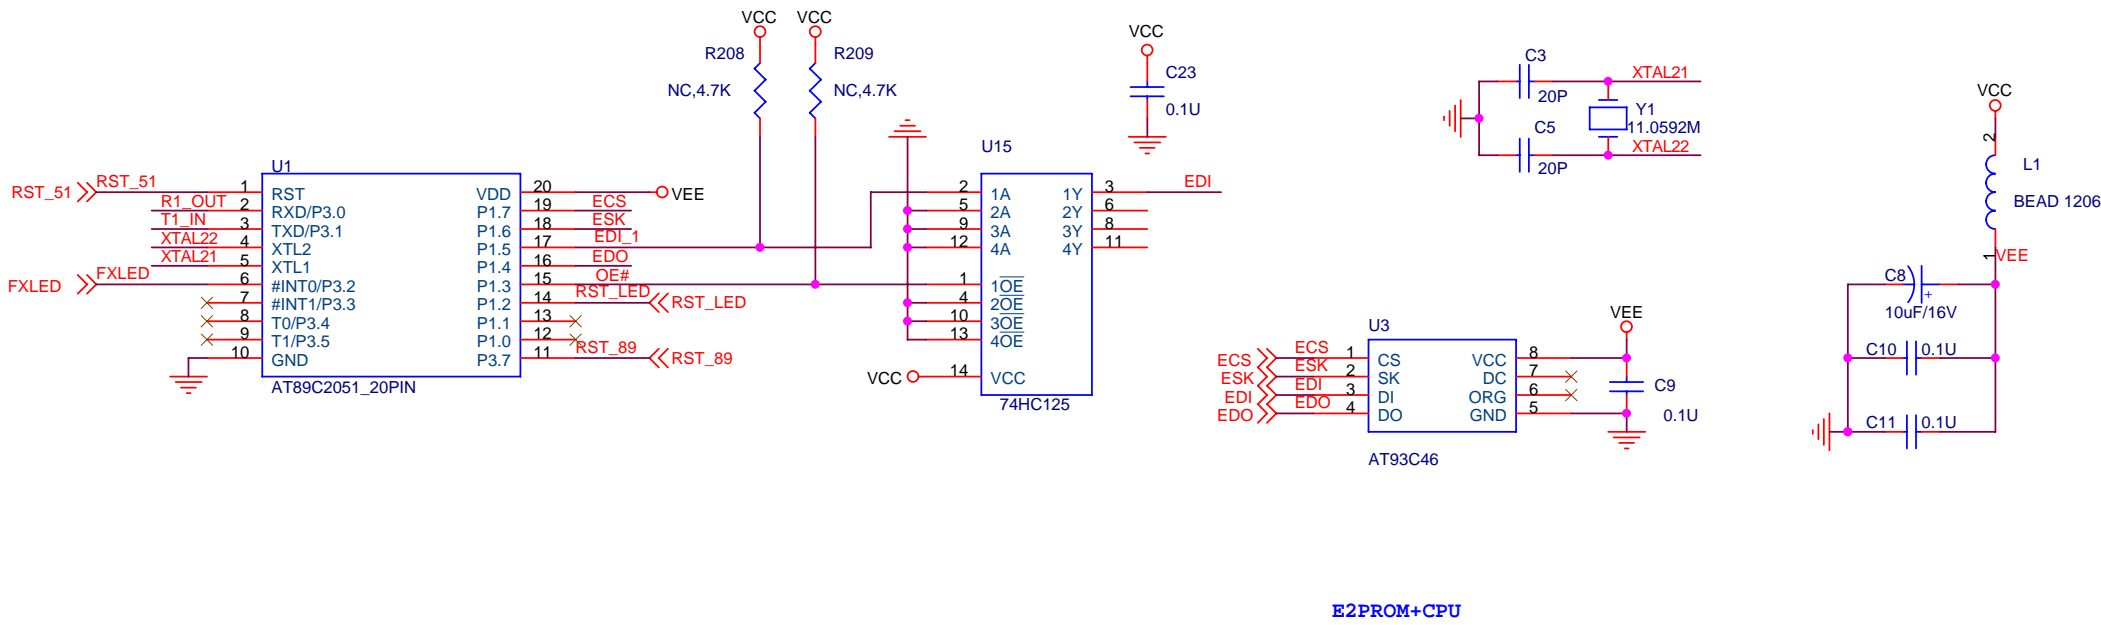 VCC VCC
R208 R209
NC,4.7K NC,4.7K
VCC
C23
0.1U
C3
20P
XTAL21
Y1
11.0592M
C5
20P
XTAL22
VCC
2
L1
BEAD 1206
1
VEE
C8
+
10uF/16V
C10 0.1U
C11 0.1U
U1
RST_51 RST_51 1 RST
R1_OUT 2 RXD/P3.0
T1_IN 3 TXD/P3.1
XTAL22 4 XTL2
XTAL21 5 XTL1
FXLED FXLED 6 #INT0/P3.2
7 #INT1/P3.3
8 T0/P3.4
9 T1/P3.5
10 GND
VDD 20 VEE
P1.7 19 ECS
P1.6 18 ESK
P1.5 17 EDI_1
P1.4 16 EDO
P1.3 15 OE#
P1.2 14 RST_LED RST_LED
P1.1 13
P1.0 12
P3.7 11 RST_89 RST_89
AT89C2051_20PIN
U15
2 1A 1Y 3 EDI
5 2A 2Y 6
9 3A 3Y 8
12 4A 4Y 11
1 1OE
4 2OE
10 3OE
13 4OE
VCC 14 VCC
74HC125
U3
VEE
ECS ECS 1 CS VCC 8
ESK ESK 2 SK DC 7
EDI EDI 3 DI ORG 6
EDO EDO 4 DO GND 5
C9
0.1U
AT93C46
E2PROM+CPU